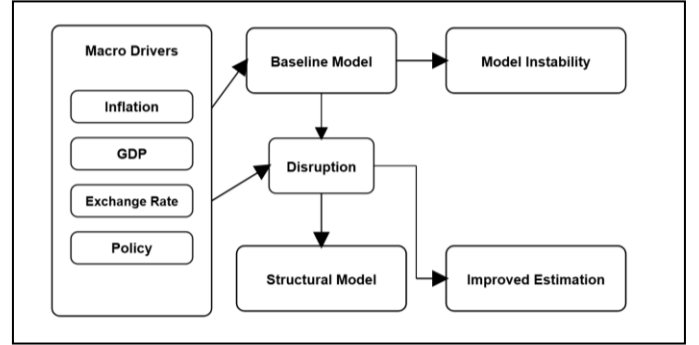 Macro Drivers
Inflation
GDP
Exchange Rate
Policy
Baseline Model
Model Instability
Disruption
Structural Model
Improved Estimation